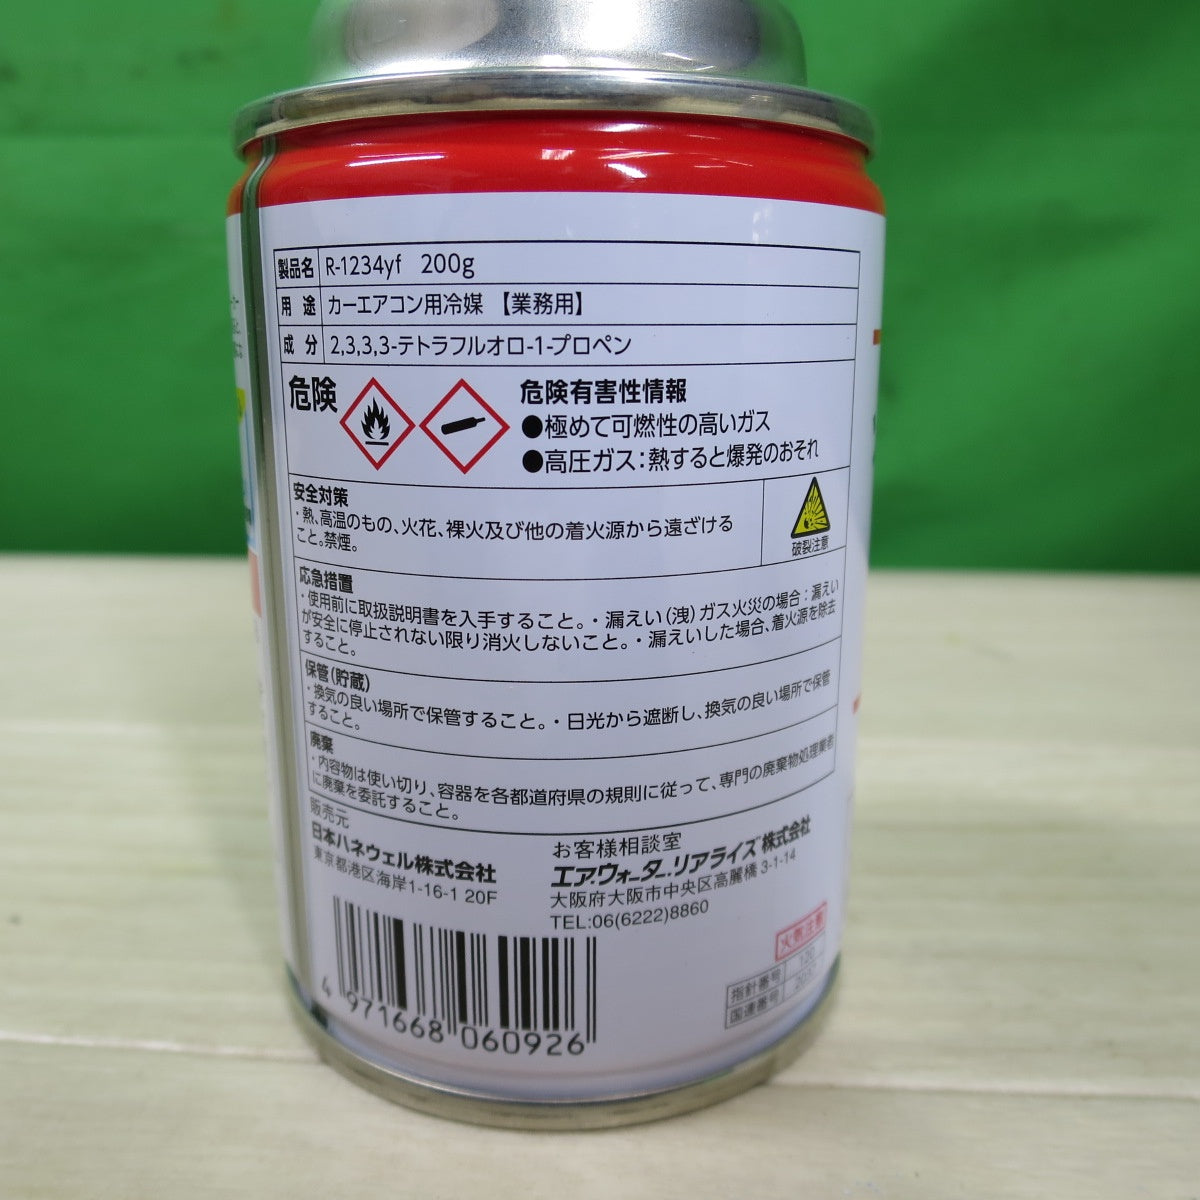 製品名 R-1234yf 200g
用途 カーエアコン用冷媒 【業務用】
成分 2,3,3,3-テトラフルオロ-1-プロペン
危険
危険有害性情報
●極めて可燃性の高いガス
●高圧ガス:熱すると爆発のおそれ
安全対策
・熱、高温のもの、火花、裸火及び他の着火源から遠ざける
こと。禁煙。
破裂注意
応急措置
・使用前に取扱説明書を入手すること。・漏えい(洩)ガス火災の場合:漏えい
が安全に停止されない限り消火しないこと。・漏えいした場合、着火源を除去
すること。
保管(貯蔵)
・換気の良い場所で保管すること。・日光から遮断し、換気の良い場所で保管
すること。
廃棄
・内容物は使い切り、容器を各都道府県の規則に従って、専門の廃棄物処理業者
に廃棄を委託すること。
販売元
日本ハネウェル株式会社
東京都港区海岸1-16-1 20F
お客様相談室
エア・ウォーター・リアライズ株式会社
大阪府大阪市中央区高麗橋3-1-14
TEL:06(6222)8860
火気注意
指針番号
国連番号
4 971668 060926